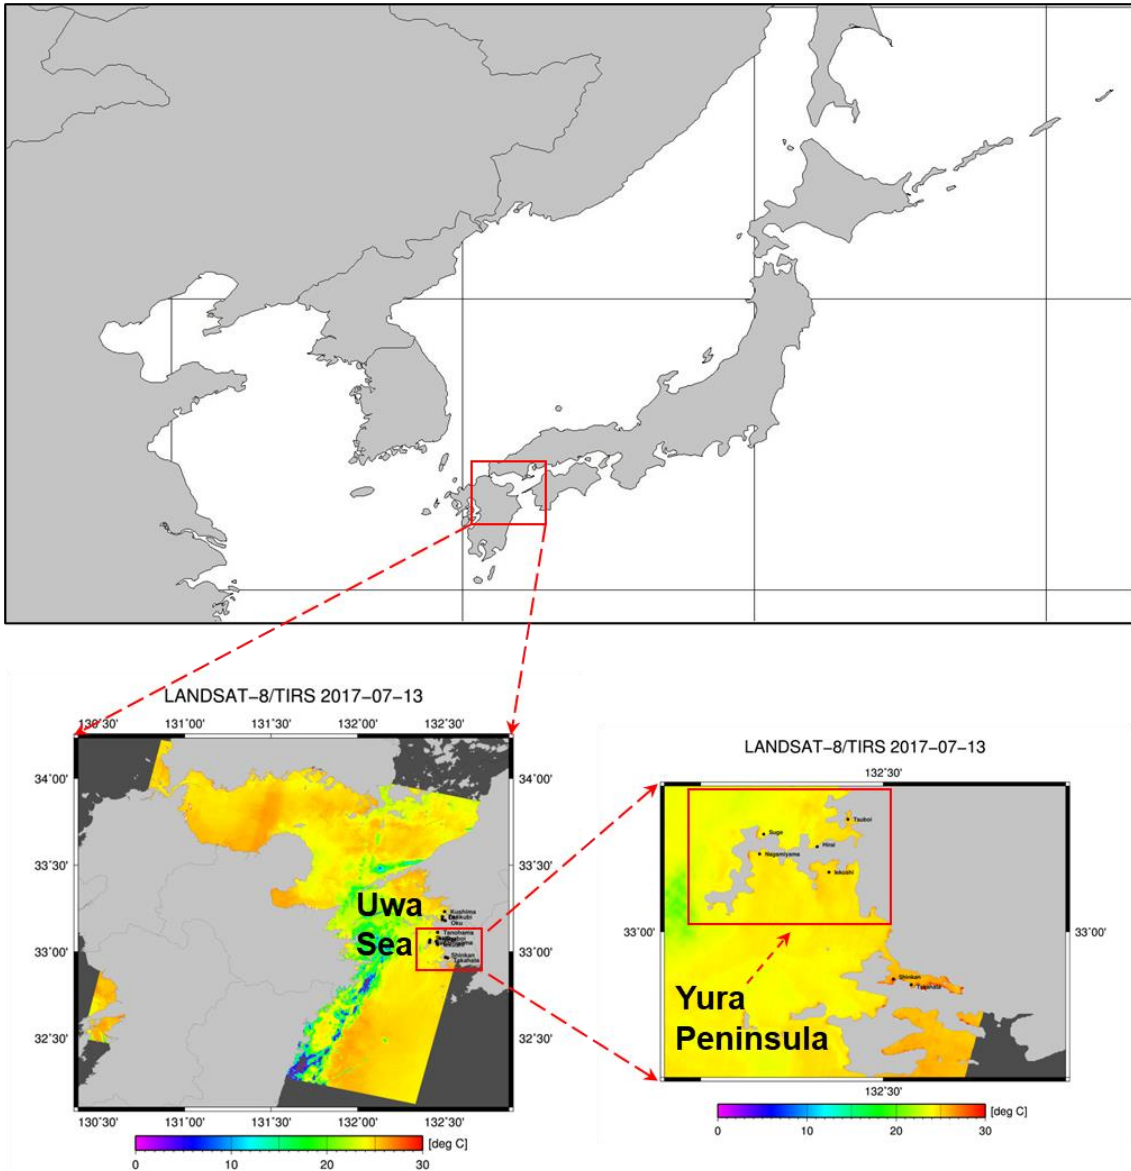 LANDSAT-8/TIRS 2017-07-13
130˚30' 131˚00' 131˚30' 132˚00' 132˚30'
34˚00' 34˚00'
33˚30' 33˚30'
Uwa
Sea
Kushima
Oku
Tanohama
33˚00' 33˚00'
Shinkan
Takahata
32˚30' 32˚30'
130˚30' 131˚00' 131˚30' 132˚00' 132˚30'
[deg C]
0 10 20 30
LANDSAT-8/TIRS 2017-07-13
132˚30'
Tsuboi
Suge
Hirai
Nagamiyama
Iekushi
33˚00'
Shinkan
Takahata
Yura
Peninsula
132˚30'
[deg C]
0 10 20 30